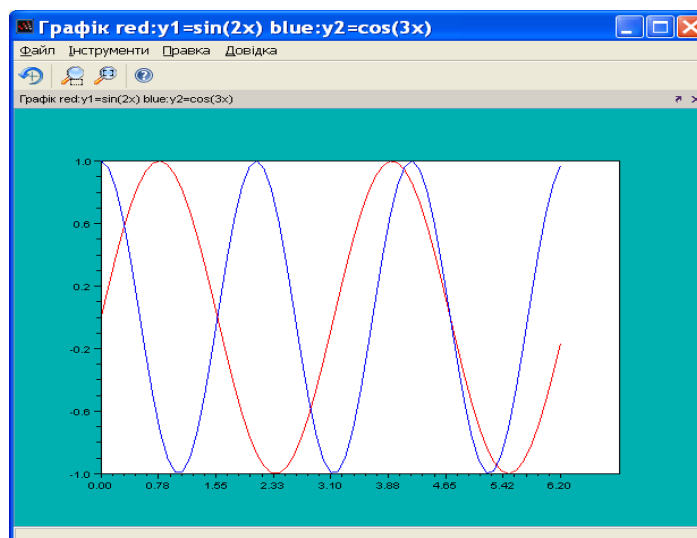 Графік red:y1=sin(2x) blue:y2=cos(3x)
Файл Інструменти Правка Довідка
Графік red:y1=sin(2x) blue:y2=cos(3x)
1.0
0.6
0.2
-0.2
-0.6
-1.0
0.00 0.78 1.55 2.33 3.10 3.88 4.65 5.42 6.20